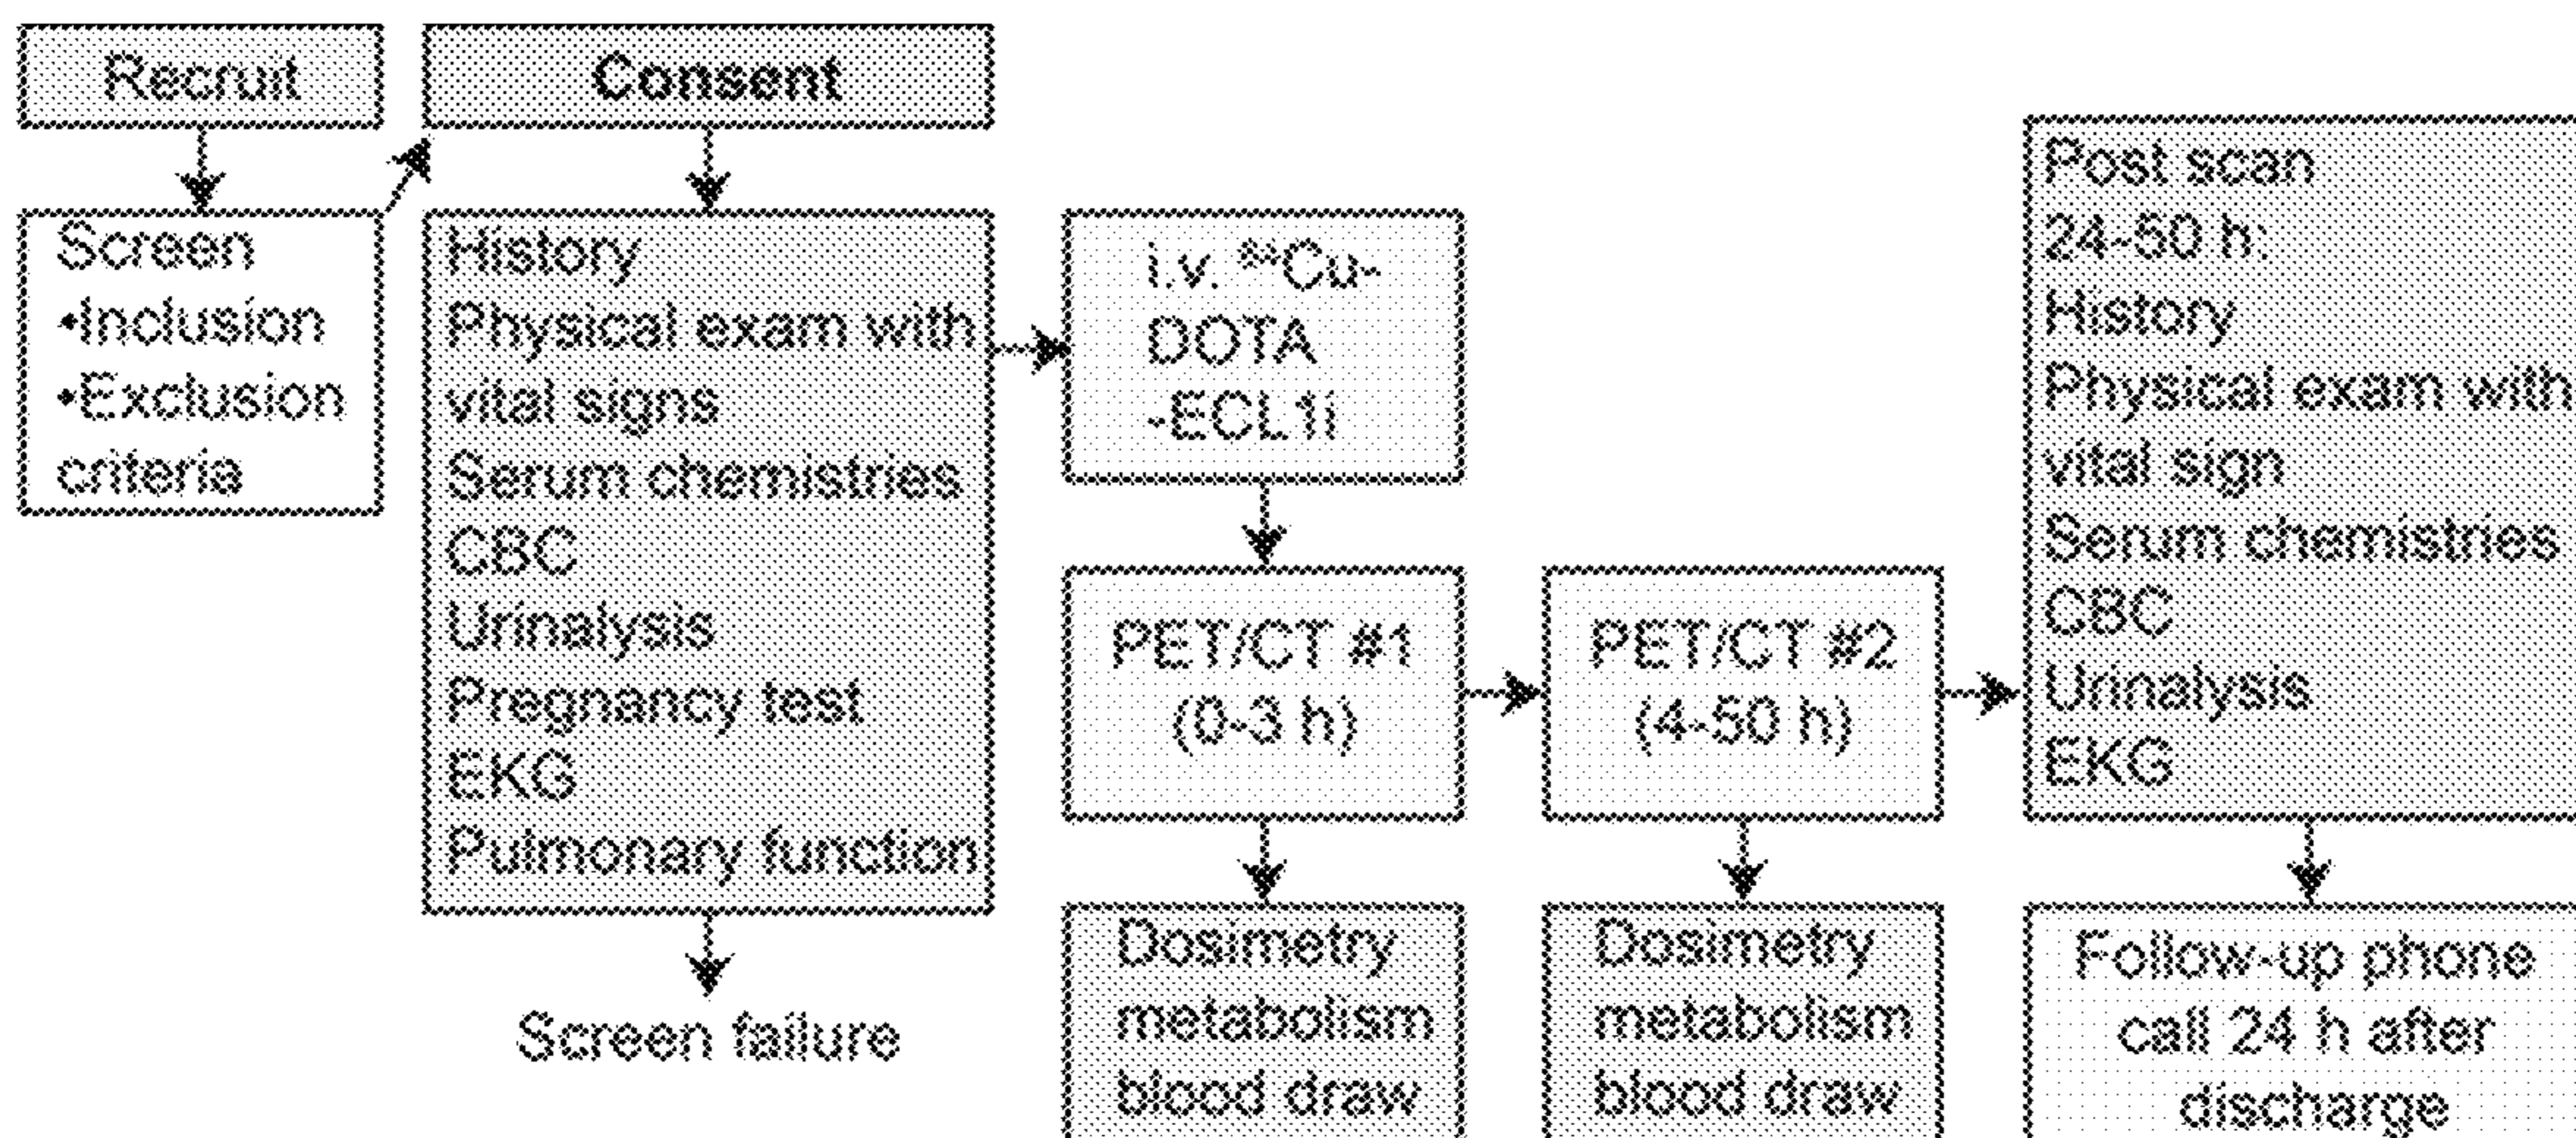 Recruit
Screen
•Inclusion
•Exclusion
criteria
Consent
History
Physical exam with
vital signs
Serum chemistries
CBC
Urinalysis
Pregnancy test
EKG
Pulmonary function
Screen failure
i.v. ⁶⁴Cu-
DOTA
-ECL1i
PET/CT #1
(0-3 h)
Dosimetry
metabolism
blood draw
PET/CT #2
(4-50 h)
Dosimetry
metabolism
blood draw
Post scan
24-50 h:
History
Physical exam with
vital sign
Serum chemistries
CBC
Urinalysis
EKG
Follow-up phone
call 24 h after
discharge